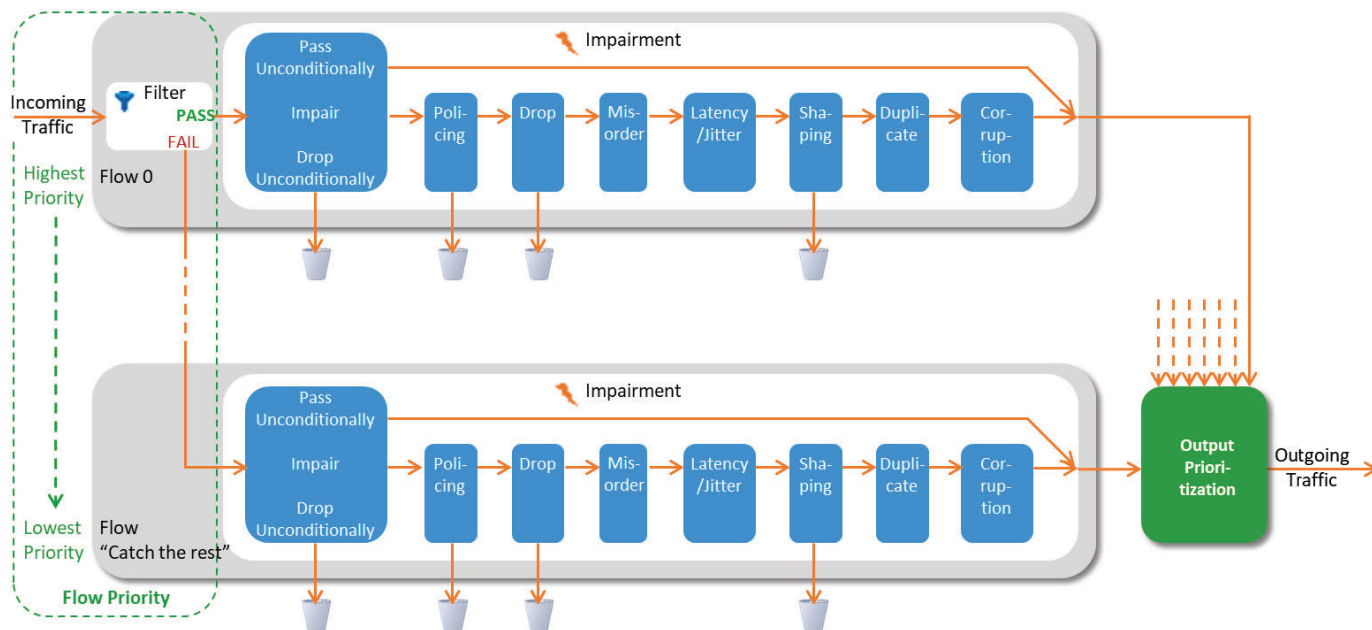 Impairment
Pass
Unconditionally
Impair
Drop
Unconditionally
Incoming
Traffic
Filter
PASS
FAIL
Highest
Priority
Flow 0
Poli-
cing
Drop
Mis-
order
Latency
/Jitter
Sha-
ping
Dupli-
cate
Cor-
rup-
tion
Impairment
Pass
Unconditionally
Impair
Drop
Unconditionally
Poli-
cing
Drop
Mis-
order
Latency
/Jitter
Sha-
ping
Dupli-
cate
Cor-
rup-
tion
Lowest
Priority
Flow
“Catch the rest”
Flow Priority
Output
Priori-
tization
Outgoing
Traffic